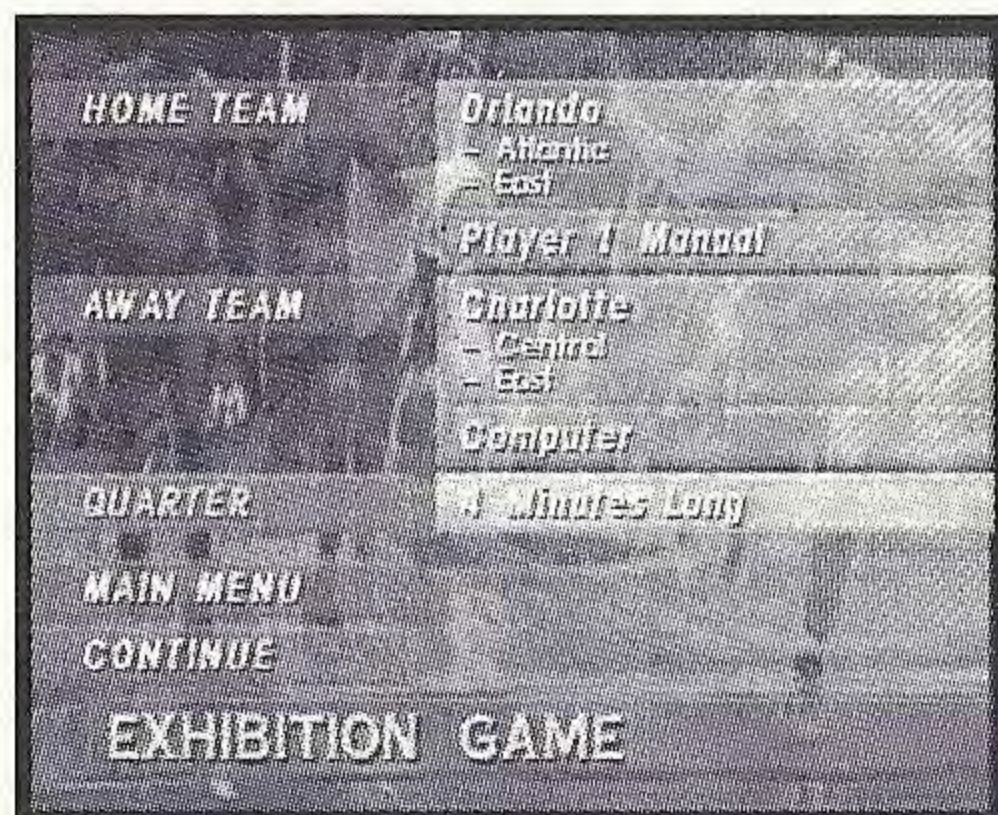 HOME TEAM
Orlando
- Atlantic
- East
Player 1 Manual
AWAY TEAM
Charlotte
- Central
- East
Computer
QUARTER
4 Minutes Long
MAIN MENU
CONTINUE
EXHIBITION GAME